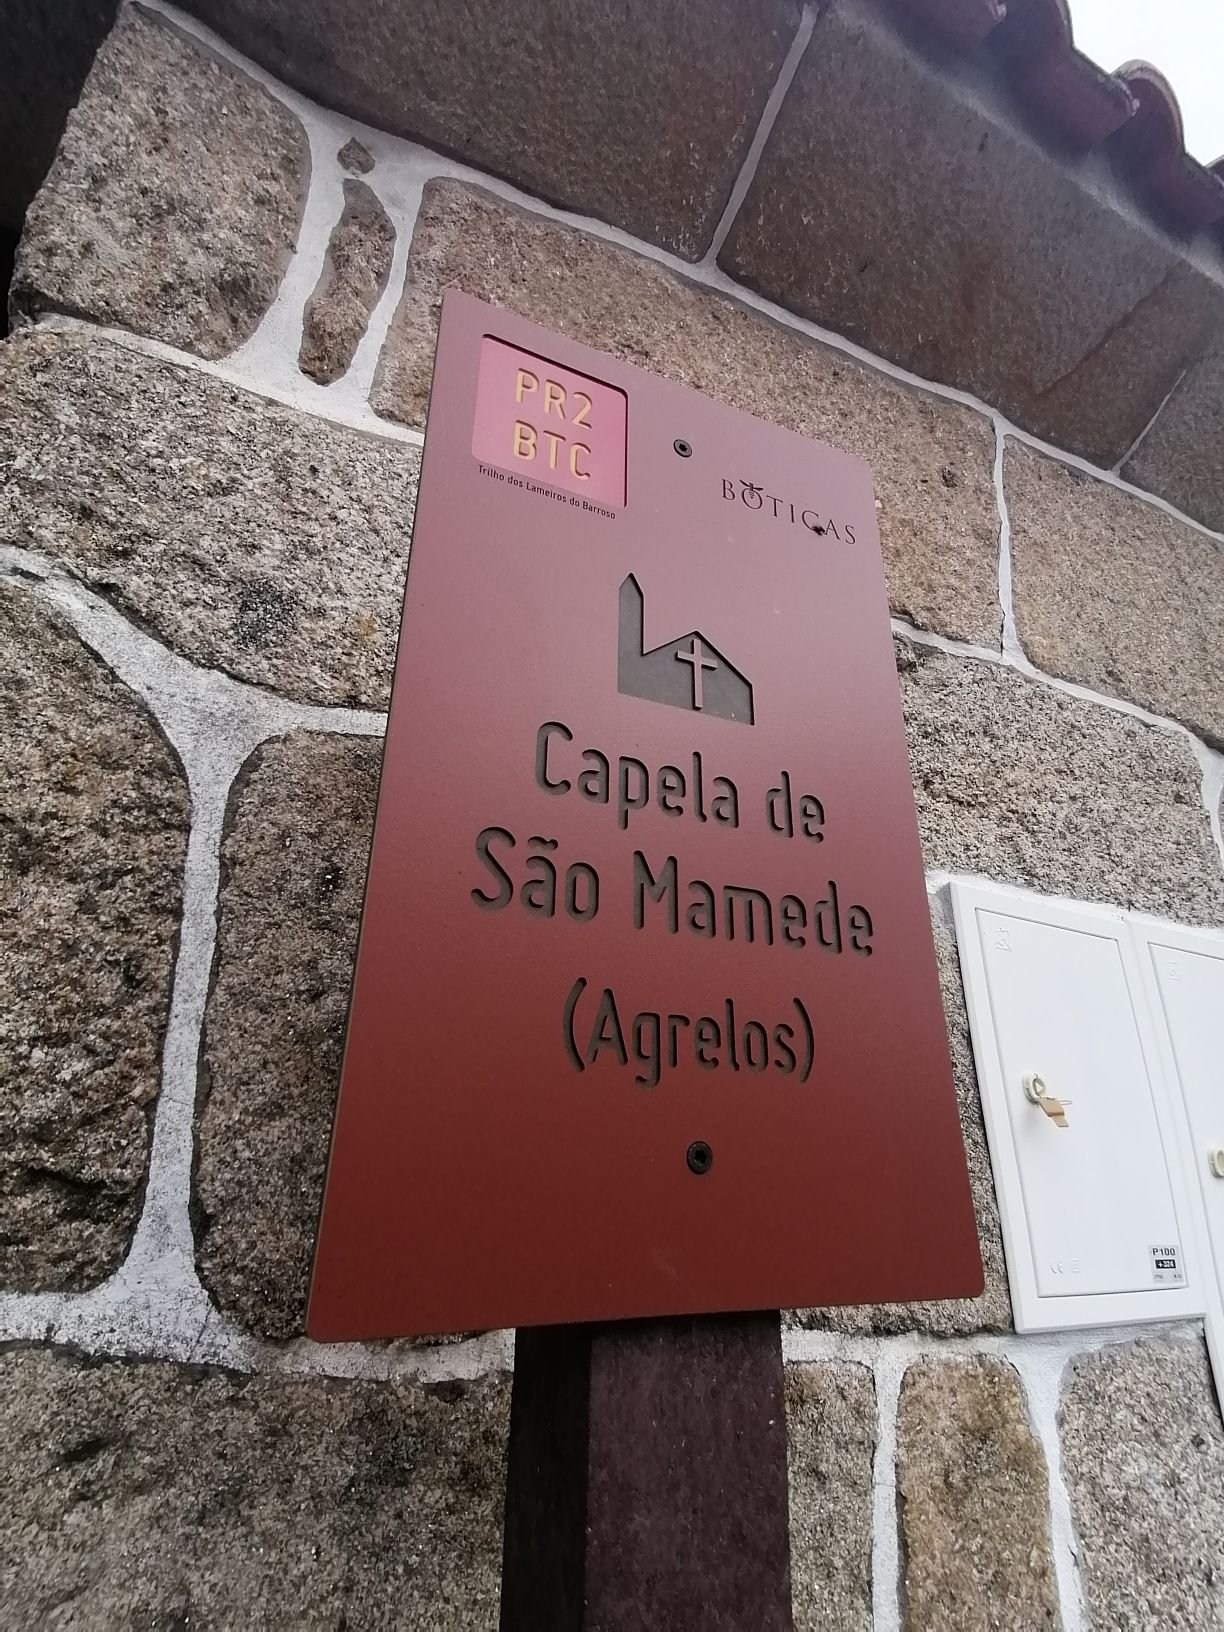 PR2
BTC
Trilho dos Lameiros do Barroso
BOTICAS
Capela de
São Mamede
(Agrelos)
P100